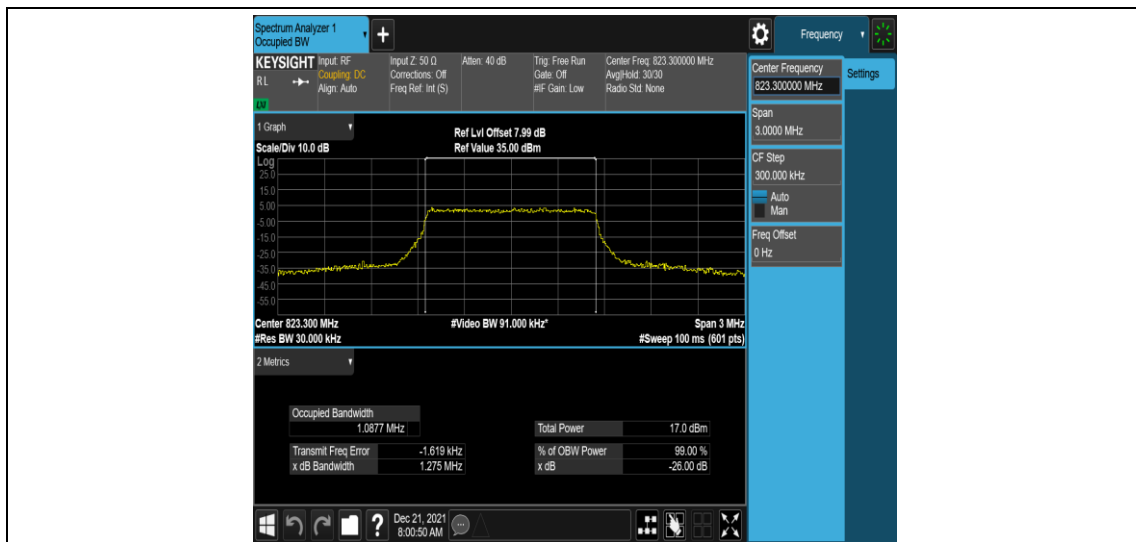 Spectrum Analyzer 1
Occupied BW
+
Frequency
KEYSIGHT
RL
LXI
Input: RF
Coupling: DC
Align: Auto
Input Z: 50 Ω
Corrections: Off
Freq Ref: Int (S)
Atten: 40 dB
Trig: Free Run
Gate: Off
#IF Gain: Low
Center Freq: 823.300000 MHz
Avg|Hold: 30/30
Radio Std: None
Center Frequency
823.300000 MHz
Settings
Span
3.0000 MHz
CF Step
300.000 kHz
Auto
Man
Freq Offset
0 Hz
1 Graph
Scale/Div 10.0 dB
Ref Lvl Offset 7.99 dB
Ref Value 35.00 dBm
Log
25.0
15.0
5.00
-5.00
-15.0
-25.0
-35.0
-45.0
-55.0
Center 823.300 MHz
#Video BW 91.000 kHz*
Span 3 MHz
#Res BW 30.000 kHz
#Sweep 100 ms (601 pts)
2 Metrics
Occupied Bandwidth
1.0877 MHz
Total Power 17.0 dBm
Transmit Freq Error -1.619 kHz
% of OBW Power 99.00 %
x dB Bandwidth 1.275 MHz
x dB -26.00 dB
?
Dec 21, 2021
8:00:50 AM